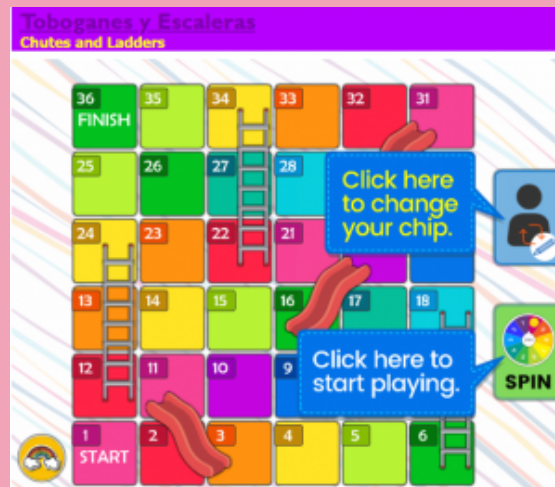 Toboganes y Escaleras
Chutes and Ladders
36 35 34 33 32 31
FINISH
25 26 27 28
Click here
to change
your chip.
24 23 22 21
13 14 15 16 17 18
Click here to
start playing.
SPIN
12 11 10 9
1 2 3 4 5 6
START